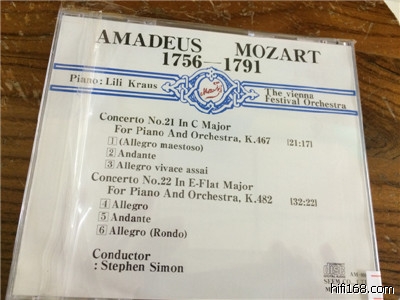 AMADEUS MOZART
1756—1791
Piano: Lili Kraus
The vienna
Festival Orchestra
Mozart
Concerto No.21 In C Major
For Piano And Orchestra, K.467 [21:17]
1 (Allegro maestoso)
2 Andante
3 Allegro vivace assai
Concerto No.22 In E-Flat Major
For Piano And Orchestra, K.482 [32:22]
4 Allegro
5 Andante
6 Allegro (Rondo)
Conductor
: Stephen Simon
hifi168.com